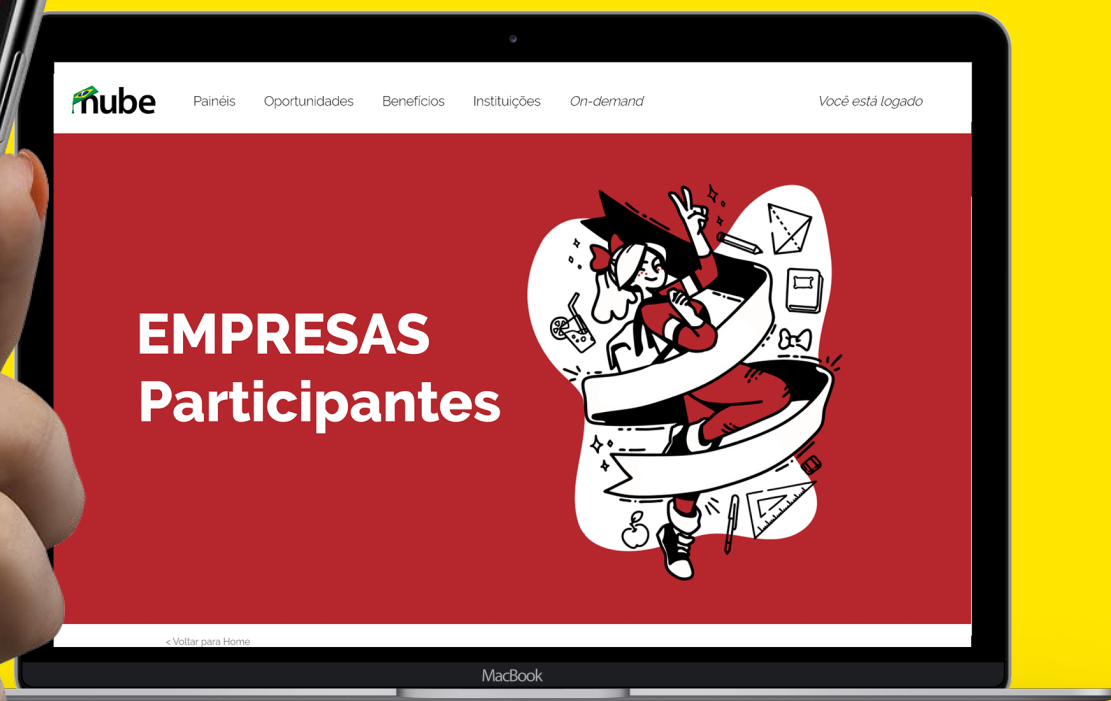 nube
Painéis Oportunidades Benefícios Instituições On-demand Você está logado
EMPRESAS
Participantes
< Voltar para Home
MacBook